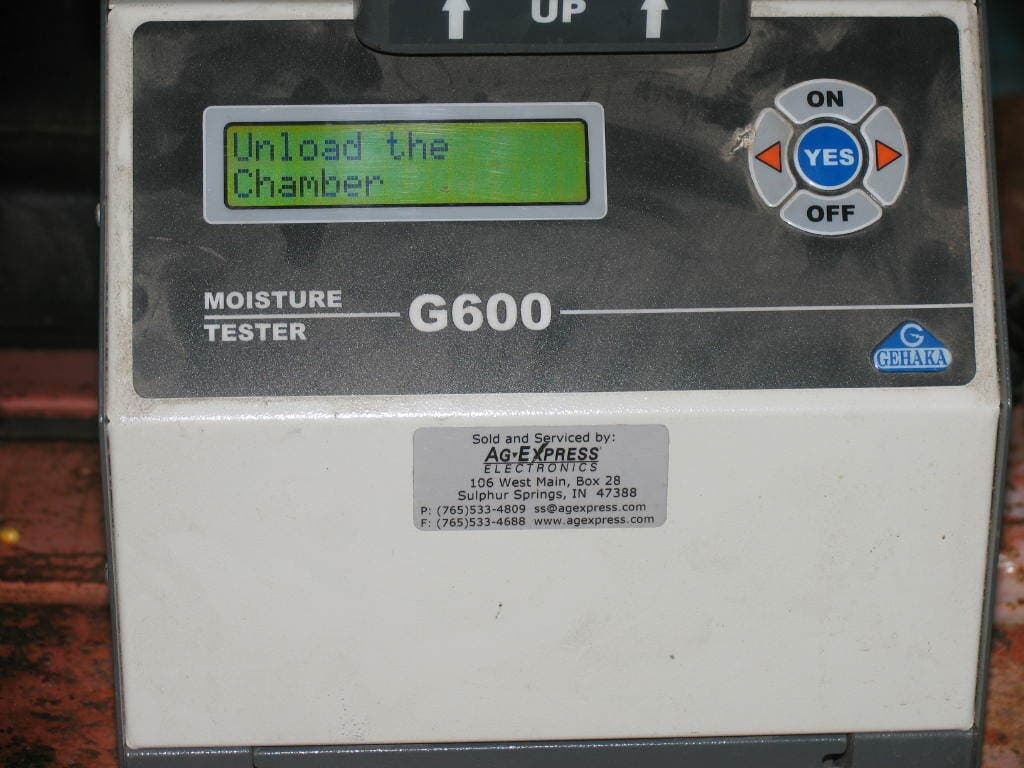 UP
Unload the
Chamber
ON
YES
OFF
MOISTURE
TESTER
G600
G
GEHAKA
Sold and Serviced by:
AG-EXPRESS
ELECTRONICS
106 West Main, Box 28
Sulphur Springs, IN 47388
P: (765)533-4809 ss@agexpress.com
F: (765)533-4688 www.agexpress.com